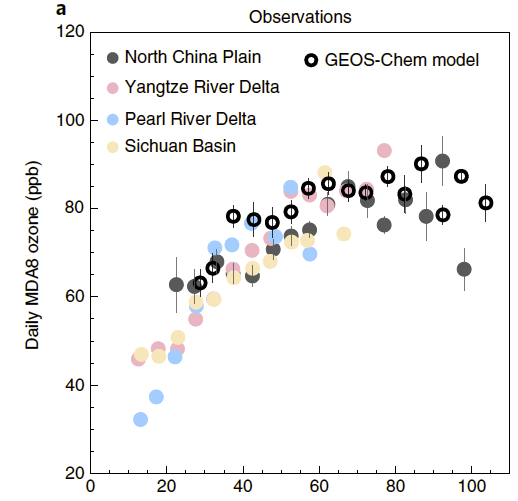 a
Observations
120
100
80
60
40
20
Daily MDA8 ozone (ppb)
North China Plain
GEOS-Chem model
Yangtze River Delta
Pearl River Delta
Sichuan Basin
0 20 40 60 80 100